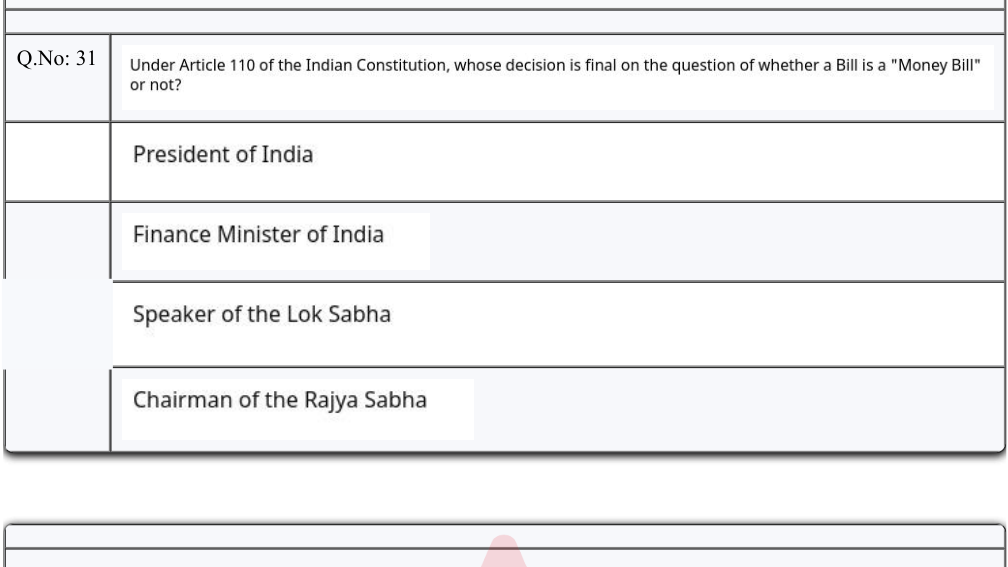 Q.No: 31
Under Article 110 of the Indian Constitution, whose decision is final on the question of whether a Bill is a "Money Bill"
or not?
President of India
Finance Minister of India
Speaker of the Lok Sabha
Chairman of the Rajya Sabha